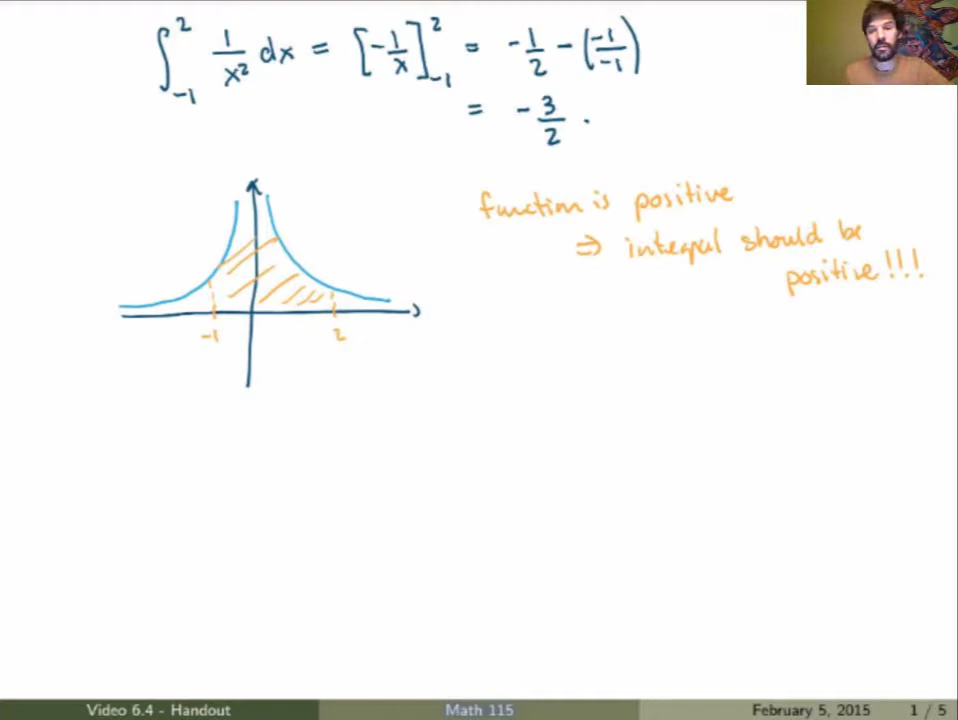 ∫_{-1}^{2} 1/x² dx = [-1/x]_{-1}^{2} = -1/2 - (-1/-1)
= -3/2 .
function is positive
⇒ integral should be
positive!!!
-1 2
Video 6.4 - Handout Math 115 February 5, 2015 1 / 5